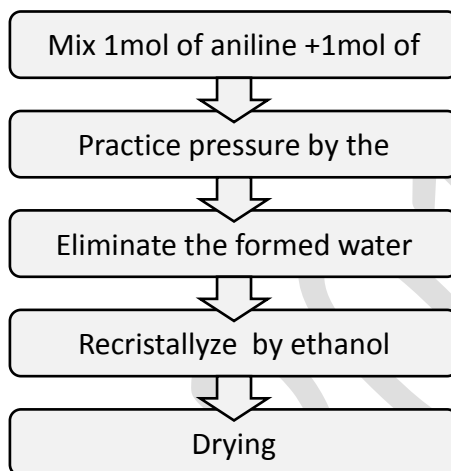 Mix 1mol of aniline +1mol of
Practice pressure by the
Eliminate the formed water
Recristallyze by ethanol
Drying